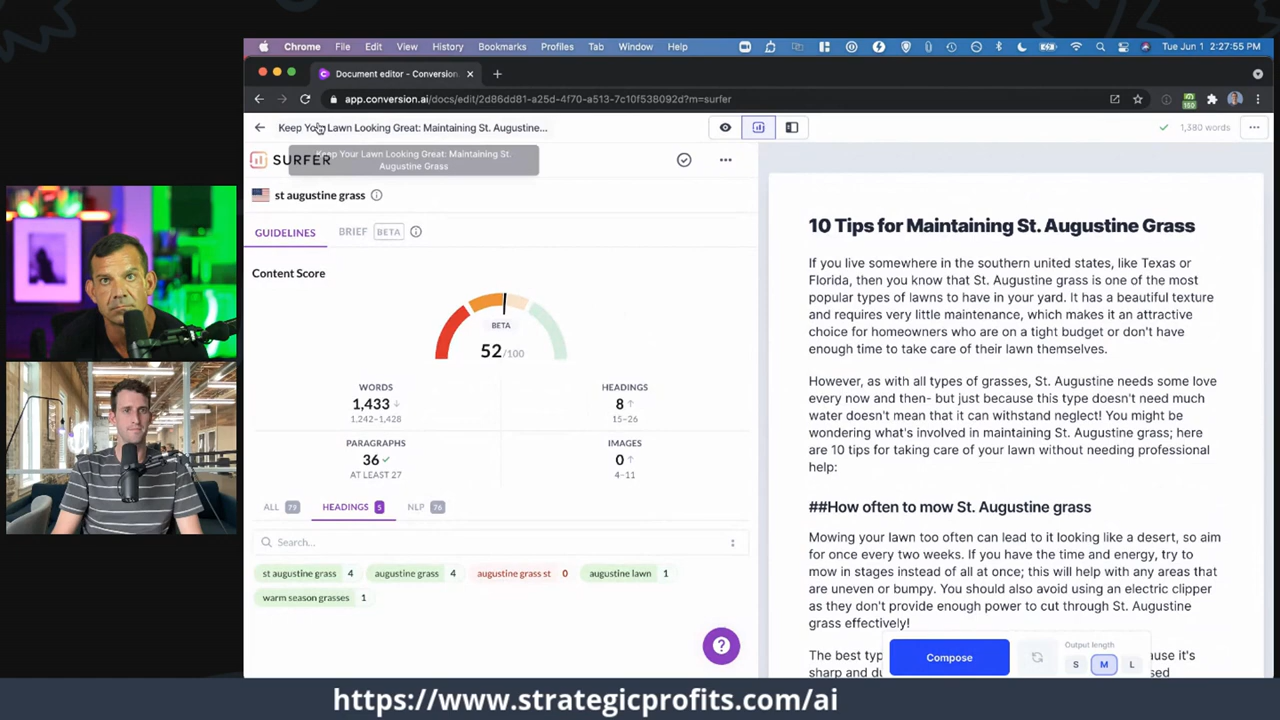 Chrome File Edit View History Bookmarks Profiles Tab Window Help Tue Jun 1 2:27:55 PM
Document editor - Conversion.
app.conversion.ai/docs/edit/2d86dd81-a25d-4f70-a513-7c10f538092d?m=surfer
150
Keep Your Lawn Looking Great: Maintaining St. Augustine...
1,380 words
SURFER
Keep Your Lawn Looking Great: Maintaining St.
Augustine Grass
st augustine grass
GUIDELINES
BRIEF BETA
Content Score
BETA
52/100
WORDS
1,433
1,242–1,428
HEADINGS
8
15–26
PARAGRAPHS
36
AT LEAST 27
IMAGES
0
4–11
ALL 79 HEADINGS 5 NLP 76
Search...
st augustine grass 4 augustine grass 4 augustine grass st 0 augustine lawn 1
warm season grasses 1
10 Tips for Maintaining St. Augustine Grass
If you live somewhere in the southern united states, like Texas or
Florida, then you know that St. Augustine grass is one of the most
popular types of lawns to have in your yard. It has a beautiful texture
and requires very little maintenance, which makes it an attractive
choice for homeowners who are on a tight budget or don't have
enough time to take care of their lawn themselves.
However, as with all types of grasses, St. Augustine needs some love
every now and then- but just because this type doesn't need much
water doesn't mean that it can withstand neglect! You might be
wondering what's involved in maintaining St. Augustine grass; here
are 10 tips for taking care of your lawn without needing professional
help:
##How often to mow St. Augustine grass
Mowing your lawn too often can lead to it looking like a desert, so aim
for once every two weeks. If you have the time and energy, try to
mow in stages instead of all at once; this will help with any areas that
are uneven or bumpy. You should also avoid using an electric clipper
as they don't provide enough power to cut through St. Augustine
grass effectively!
The best
sharp and
Compose
Output length
S M L
https://www.strategicprofits.com/ai